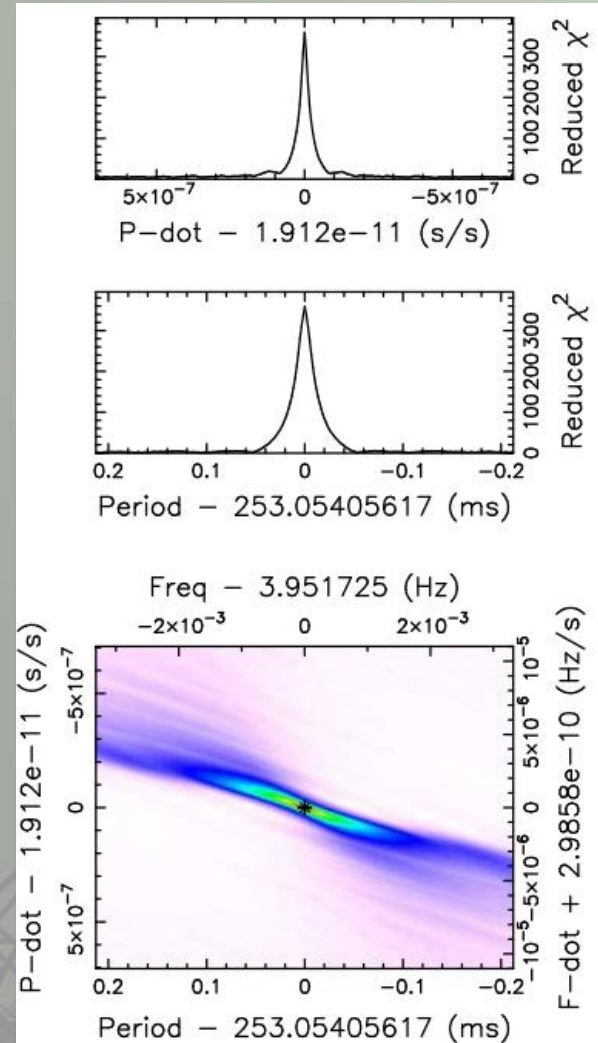 0 100 200 300
Reduced χ²
5×10⁻⁷ 0 −5×10⁻⁷
P−dot − 1.912e−11 (s/s)
0 100 200 300
Reduced χ²
0.2 0.1 0 −0.1 −0.2
Period − 253.05405617 (ms)
Freq − 3.951725 (Hz)
−2×10⁻³ 0 2×10⁻³
P−dot − 1.912e−11 (s/s)
5×10⁻⁷ 0 −5×10⁻⁷
−10⁻⁵ −5×10⁻⁶ 0 5×10⁻⁶ 10⁻⁵
F−dot + 2.9858e−10 (Hz/s)
0.2 0.1 0 −0.1 −0.2
Period − 253.05405617 (ms)